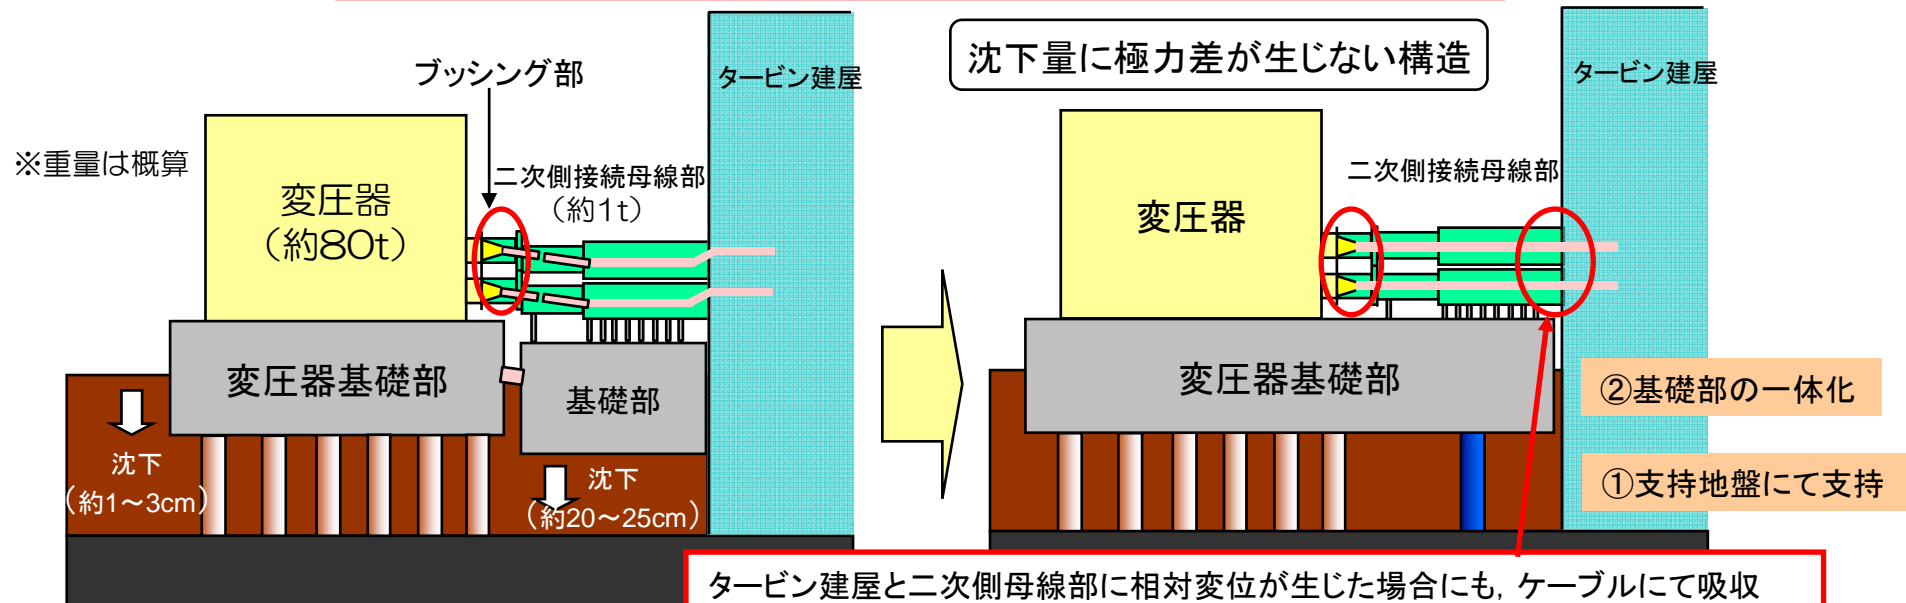 沈下量に極力差が生じない構造
ブッシング部
タービン建屋
タービン建屋
※重量は概算
二次側接続母線部
（約1t）
変圧器
（約80t）
二次側接続母線部
変圧器
変圧器基礎部
基礎部
変圧器基礎部
②基礎部の一体化
沈下
（約1～3cm）
沈下
（約20～25cm）
①支持地盤にて支持
タービン建屋と二次側母線部に相対変位が生じた場合にも，ケーブルにて吸収